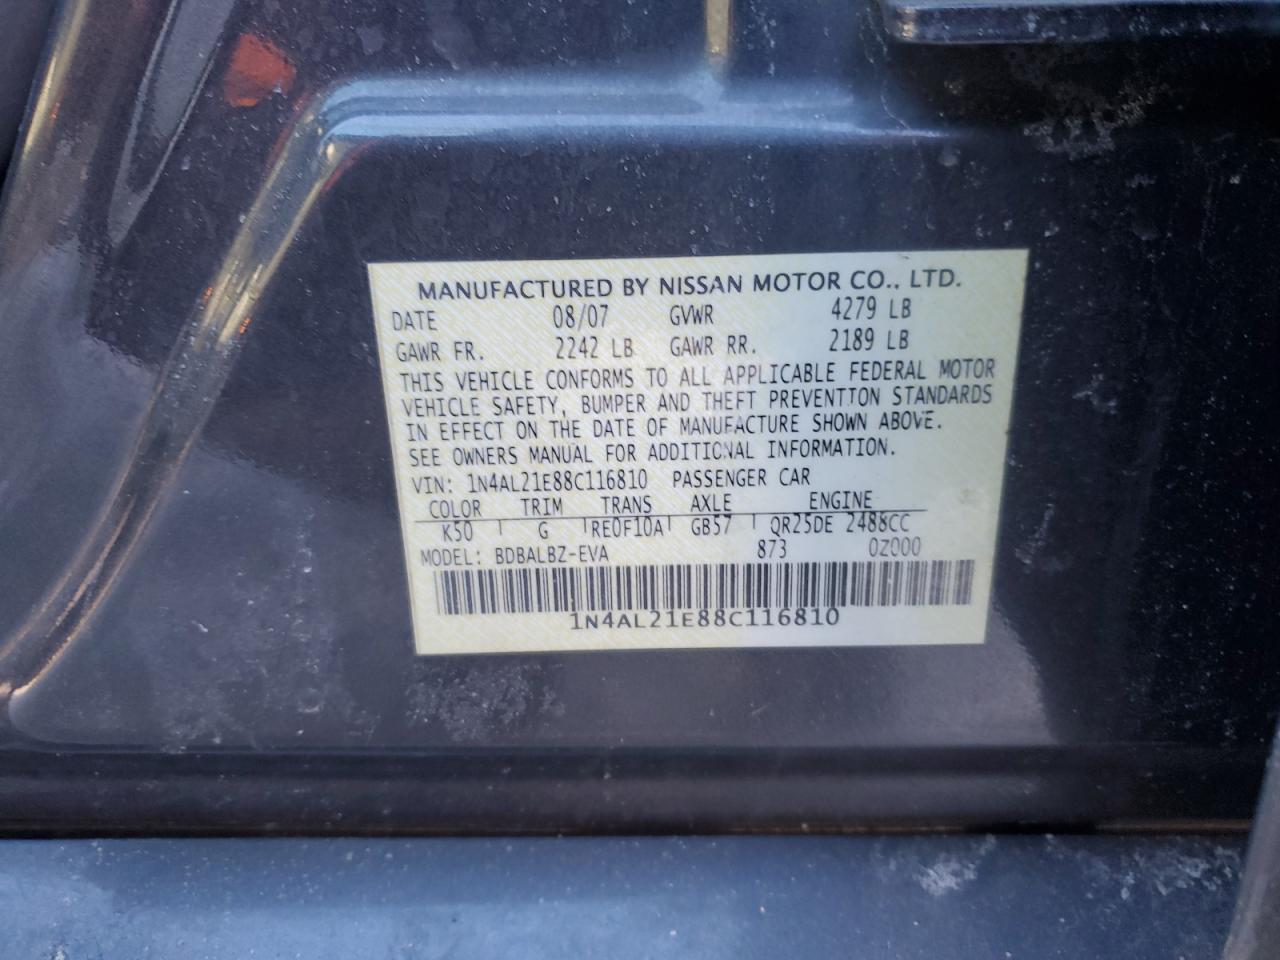 MANUFACTURED BY NISSAN MOTOR CO., LTD.
DATE 08/07 GVWR 4279 LB
GAWR FR. 2242 LB GAWR RR. 2189 LB
THIS VEHICLE CONFORMS TO ALL APPLICABLE FEDERAL MOTOR
VEHICLE SAFETY, BUMPER AND THEFT PREVENTION STANDARDS
IN EFFECT ON THE DATE OF MANUFACTURE SHOWN ABOVE.
SEE OWNERS MANUAL FOR ADDITIONAL INFORMATION.
VIN: 1N4AL21E88C116810 PASSENGER CAR
COLOR TRIM TRANS AXLE ENGINE
K50 G RE0F10A GB57 QR25DE 2488CC
MODEL: BDBALBZ-EVA 873 0Z000
1N4AL21E88C116810